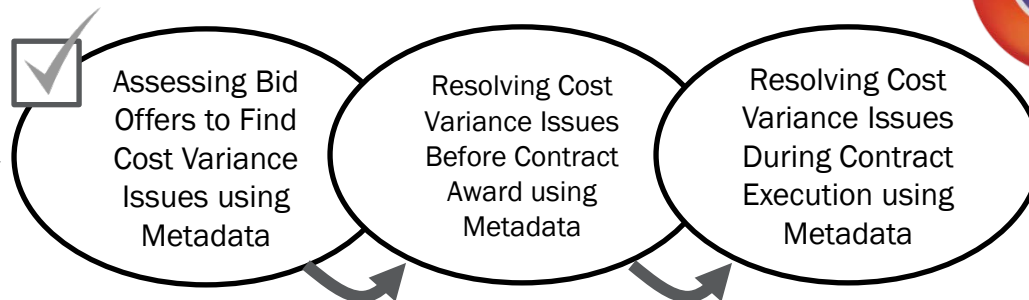 Assessing Bid
Offers to Find
Cost Variance
Issues using
Metadata
Resolving Cost
Variance Issues
Before Contract
Award using
Metadata
Resolving Cost
Variance Issues
During Contract
Execution using
Metadata